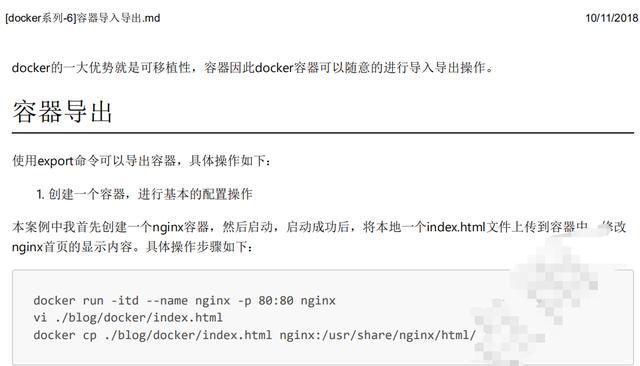 [docker系列-6]容器导入导出.md 10/11/2018
docker的一大优势就是可移植性，容器因此docker容器可以随意的进行导入导出操作。
容器导出
使用export命令可以导出容器，具体操作如下：
1. 创建一个容器，进行基本的配置操作
本案例中我首先创建一个nginx容器，然后启动，启动成功后，将本地一个index.html文件上传到容器中，修改
nginx首页的显示内容。具体操作步骤如下：
docker run -itd --name nginx -p 80:80 nginx
vi ./blog/docker/index.html
docker cp ./blog/docker/index.html nginx:/usr/share/nginx/html/